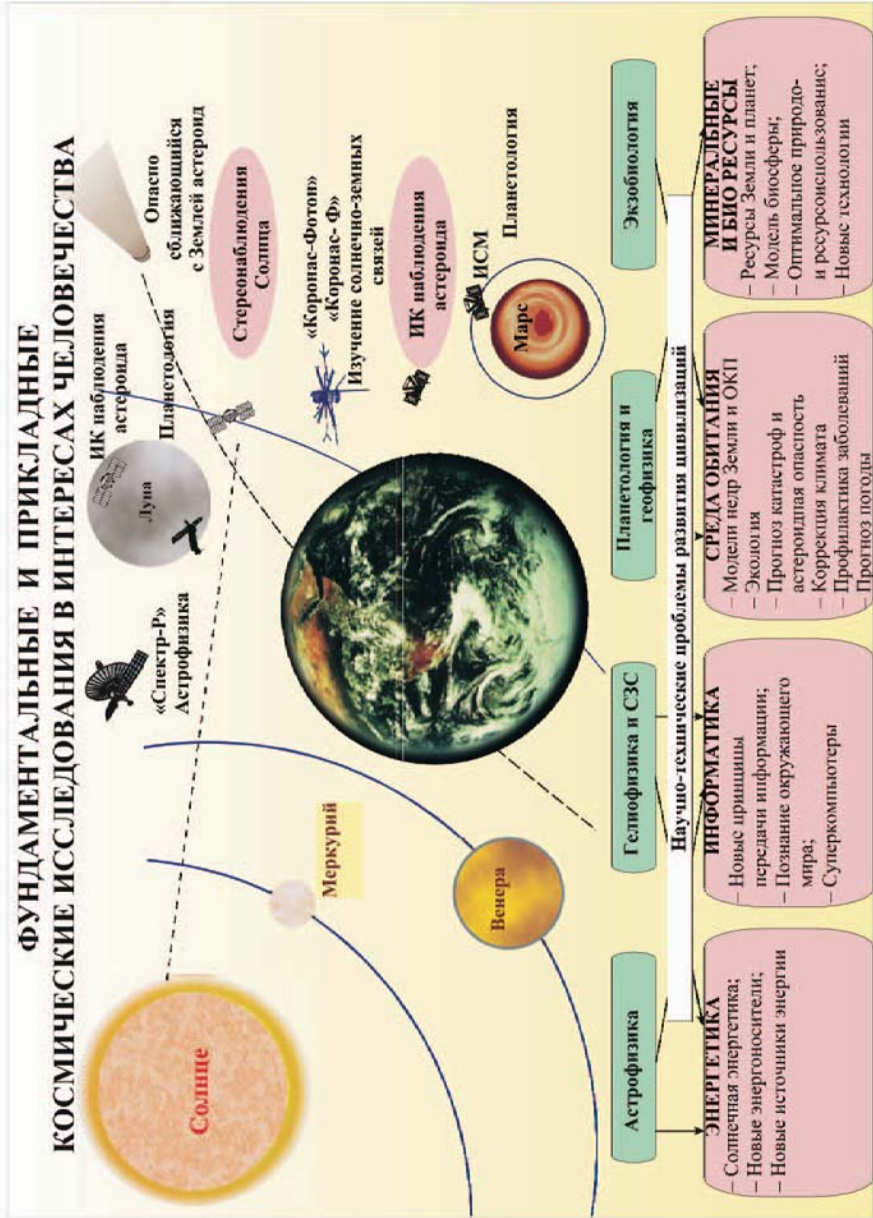 ФУНДАМЕНТАЛЬНЫЕ И ПРИКЛАДНЫЕ
КОСМИЧЕСКИЕ ИССЛЕДОВАНИЯ В ИНТЕРЕСАХ ЧЕЛОВЕЧЕСТВА
Солнце
Меркурий
Венера
«Спектр-Р»
Астрофизика
Луна
ИК наблюдения
астероида
Планетология
Опасно
сближающийся
с Землей астероид
Стереонаблюдения
Солнца
«Коронас-Фотон»
«Коронас- Ф»
Изучение солнечно-земных
связей
ИК наблюдения
астероида
ИСМ
Планетология
Марс
Астрофизика
Гелиофизика и СЗС
Планетология и
геофизика
Экзобиология
Научно-технические проблемы развития цивилизаций
ЭНЕРГЕТИКА
– Солнечная энергетика;
– Новые энергоносители;
– Новые источники энергии
ИНФОРМАТИКА
– Новые принципы
передачи информации;
– Познание окружающего
мира;
– Суперкомпьютеры
СРЕДА ОБИТАНИЯ
– Модели недр Земли и ОКП
– Экология
– Прогноз катастроф и
астероидная опасность
– Коррекция климата
– Профилактика заболеваний
– Прогноз погоды
МИНЕРАЛЬНЫЕ
И БИО РЕСУРСЫ
– Ресурсы Земли и планет;
– Модель биосферы;
– Оптимальное природо-
и ресурсоиспользование;
– Новые технологии